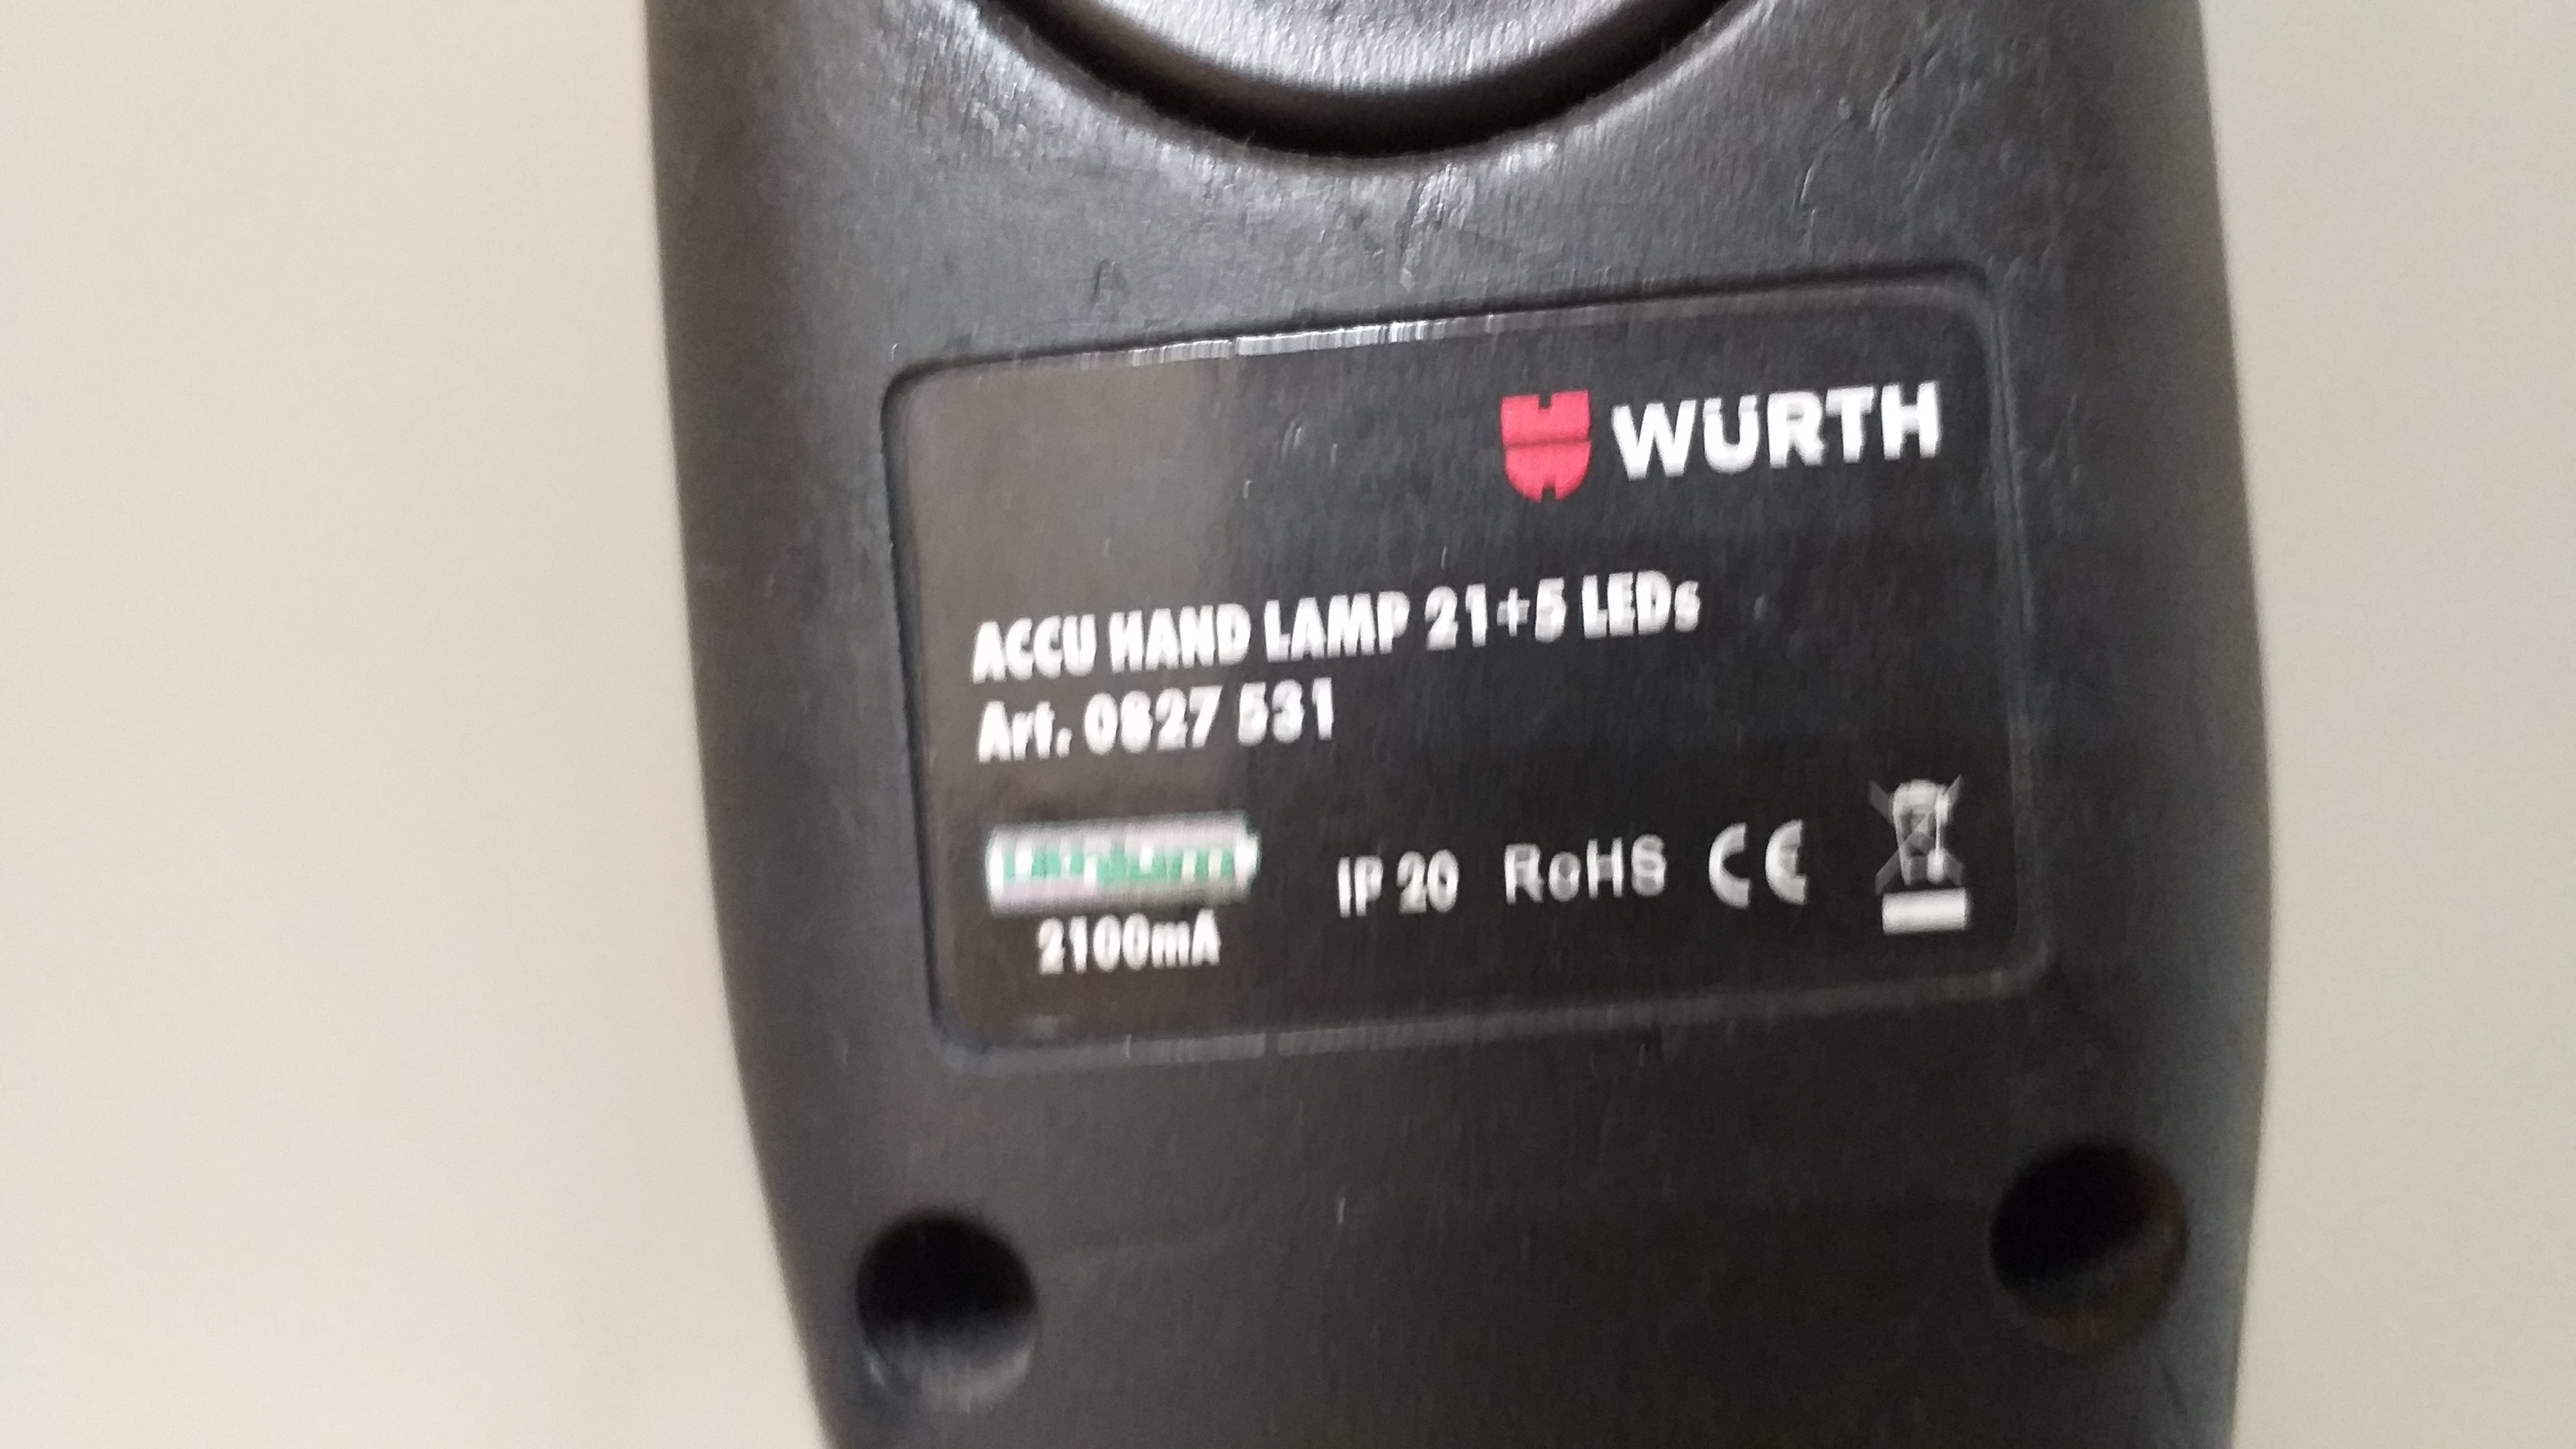 WÜRTH
ACCU HAND LAMP 21+5 LEDs
Art. 0827 531
IP 20 RoHS CE
2100mA